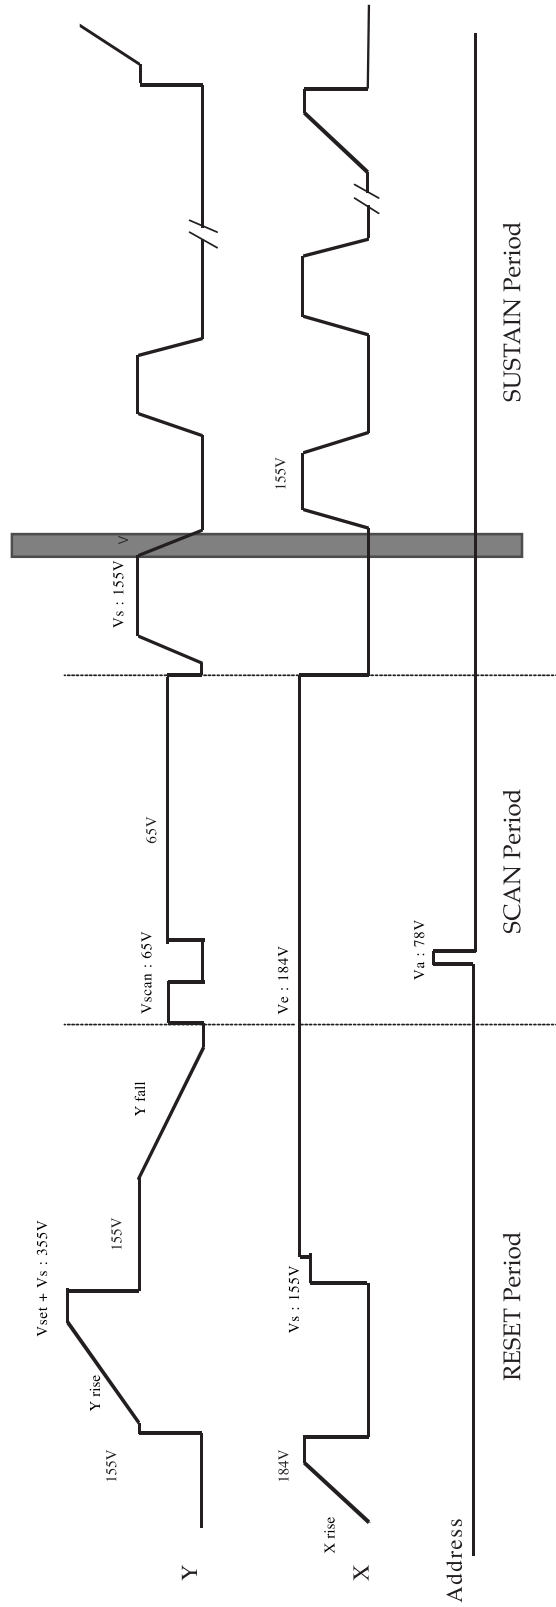 Vset + Vs : 355V
155V
Y rise
155V
Y fall
Vscan : 65V
65V
Vs : 155V
V
Y
X rise
184V
Vs : 155V
Ve : 184V
155V
X
Va : 78V
Address
RESET Period
SCAN Period
SUSTAIN Period